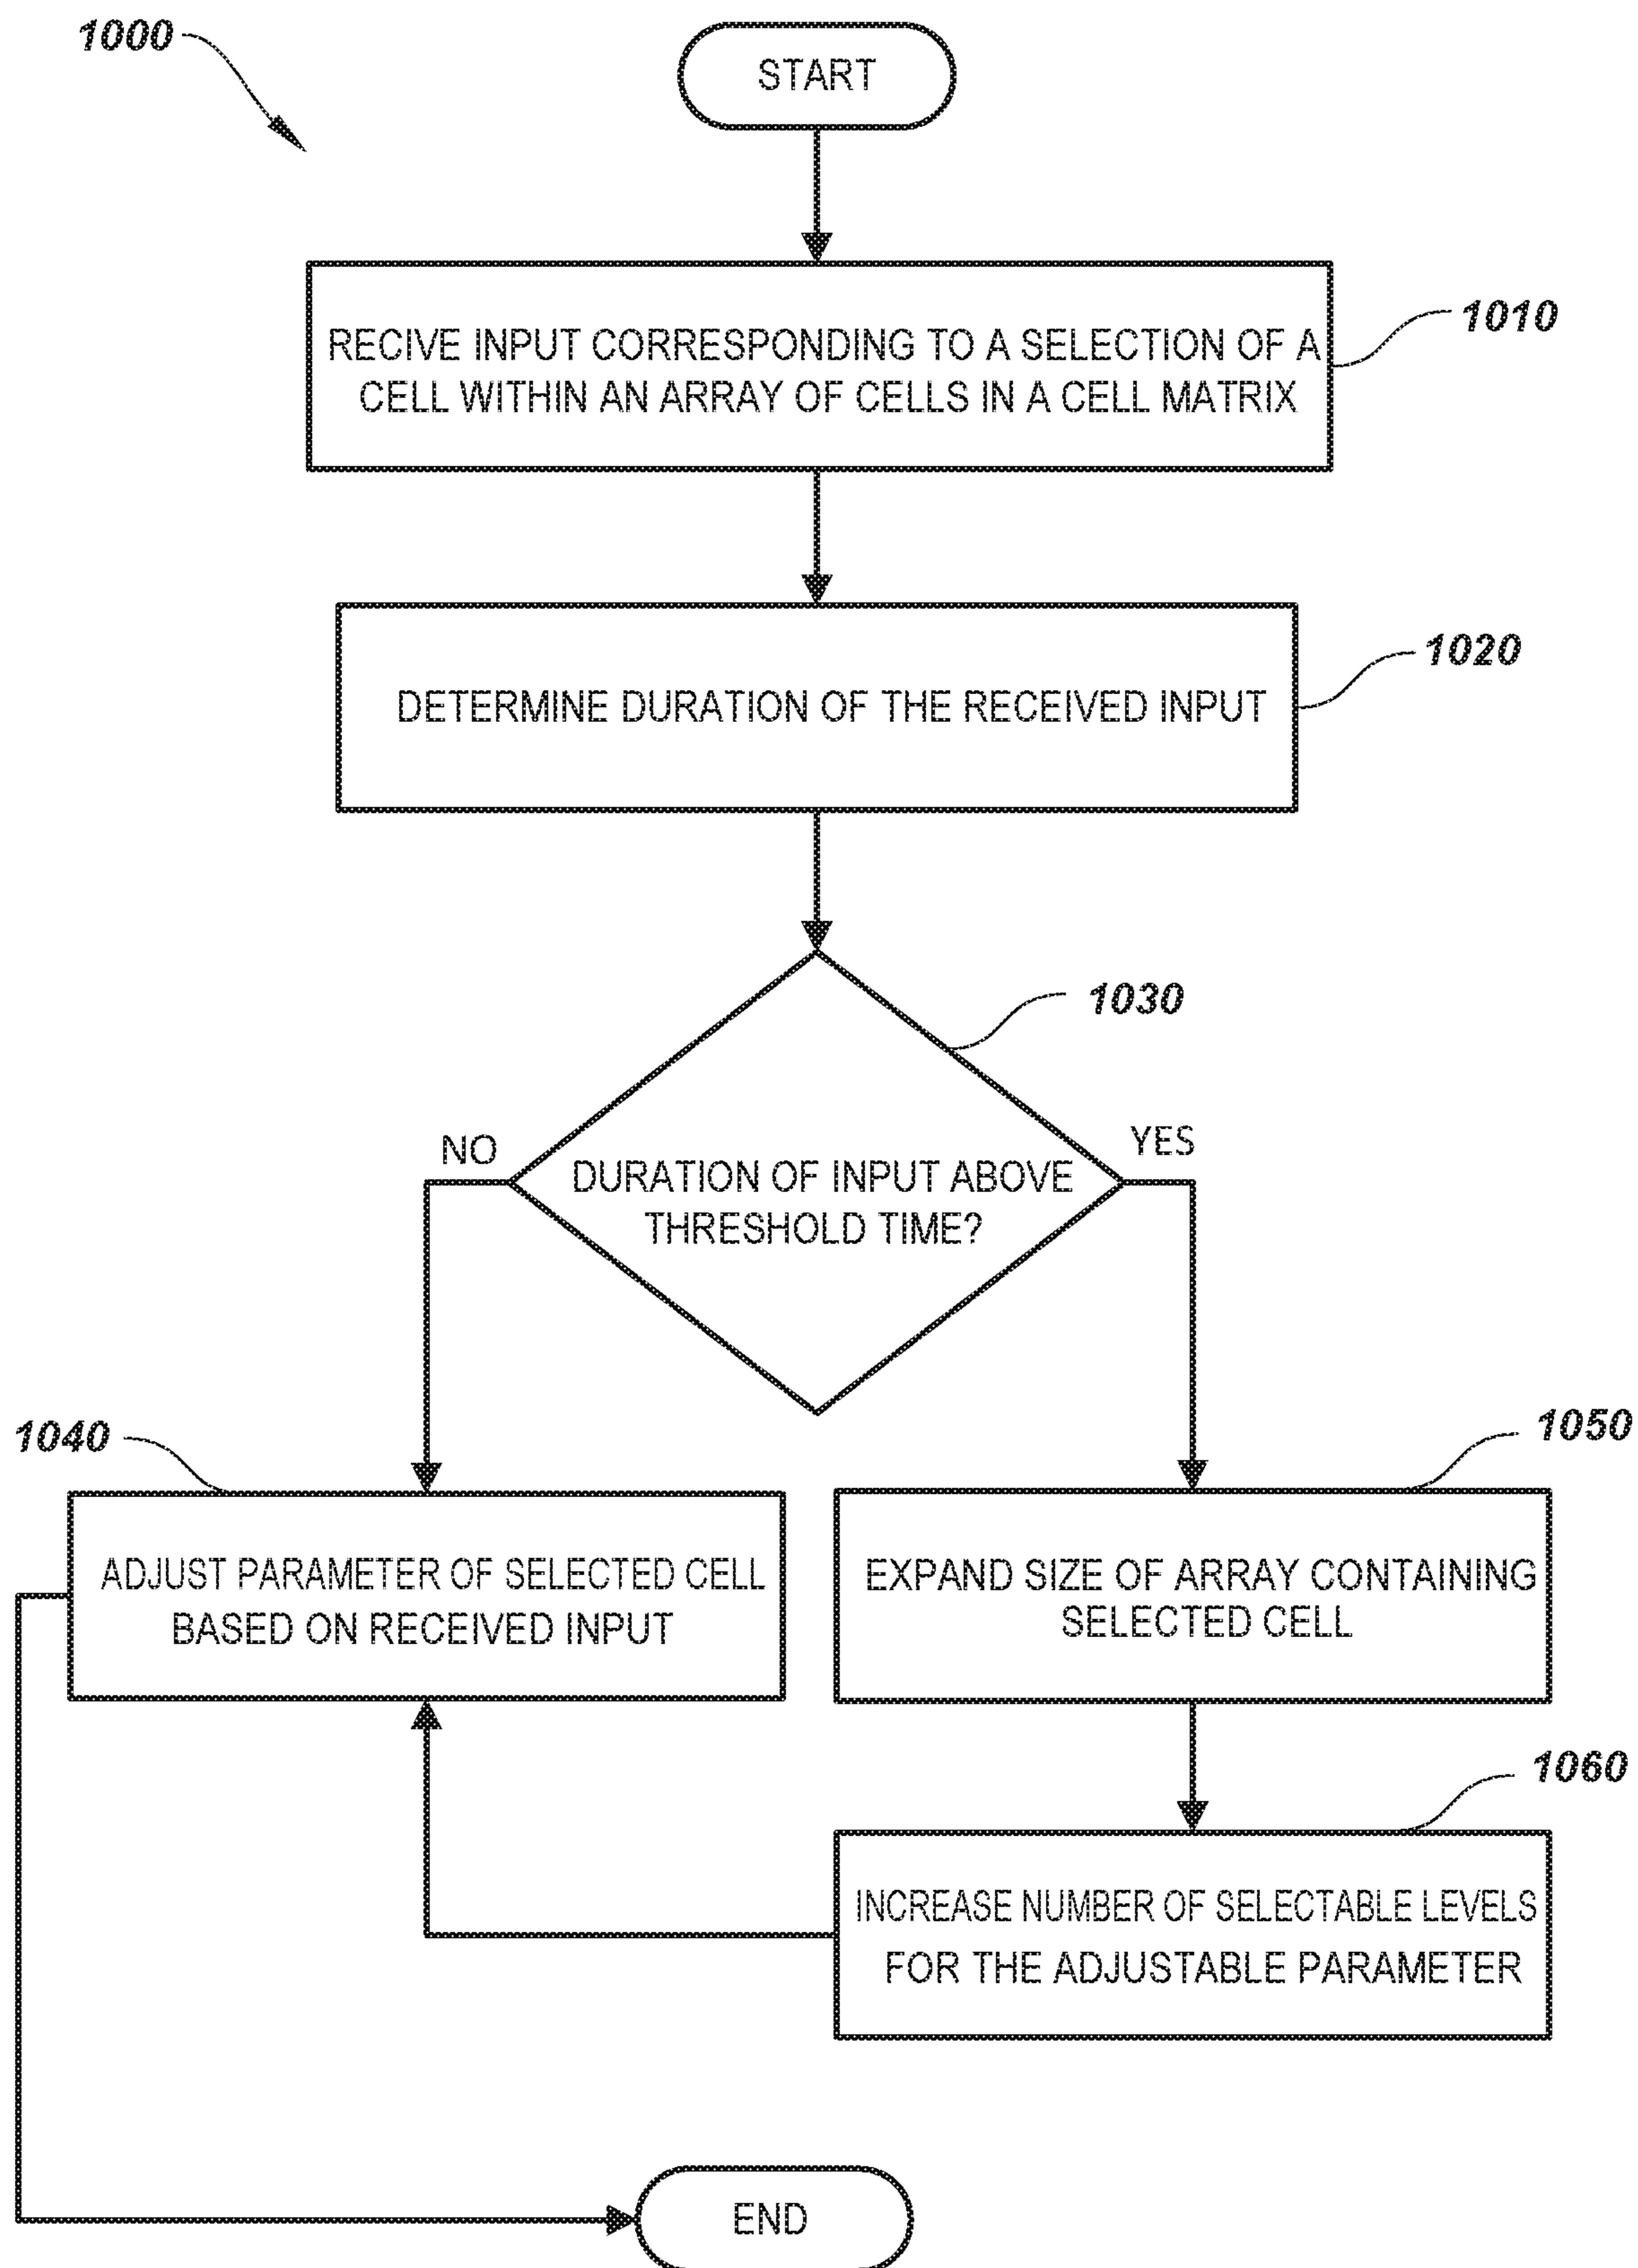 1000
START
RECIVE INPUT CORRESPONDING TO A SELECTION OF A
CELL WITHIN AN ARRAY OF CELLS IN A CELL MATRIX
1010
DETERMINE DURATION OF THE RECEIVED INPUT
1020
1030
NO
YES
DURATION OF INPUT ABOVE
THRESHOLD TIME?
1040
ADJUST PARAMETER OF SELECTED CELL
BASED ON RECEIVED INPUT
1050
EXPAND SIZE OF ARRAY CONTAINING
SELECTED CELL
1060
INCREASE NUMBER OF SELECTABLE LEVELS
FOR THE ADJUSTABLE PARAMETER
END